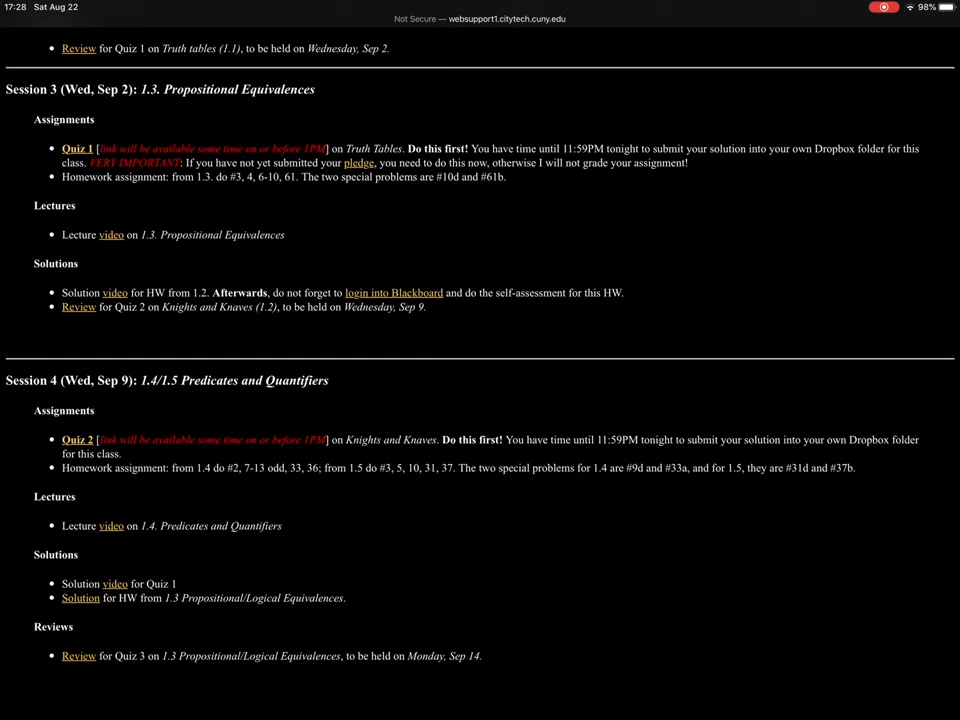 17:28 Sat Aug 22
98%
Not Secure — websupport1.citytech.cuny.edu
• Review for Quiz 1 on Truth tables (1.1), to be held on Wednesday, Sep 2.
Session 3 (Wed, Sep 2): 1.3. Propositional Equivalences
Assignments
• Quiz 1 [link will be available some time on or before 1PM] on Truth Tables. Do this first! You have time until 11:59PM tonight to submit your solution into your own Dropbox folder for this
class. VERY IMPORTANT: If you have not yet submitted your pledge, you need to do this now, otherwise I will not grade your assignment!
• Homework assignment: from 1.3. do #3, 4, 6-10, 61. The two special problems are #10d and #61b.
Lectures
• Lecture video on 1.3. Propositional Equivalences
Solutions
• Solution video for HW from 1.2. Afterwards, do not forget to login into Blackboard and do the self-assessment for this HW.
• Review for Quiz 2 on Knights and Knaves (1.2), to be held on Wednesday, Sep 9.
Session 4 (Wed, Sep 9): 1.4/1.5 Predicates and Quantifiers
Assignments
• Quiz 2 [link will be available some time on or before 1PM] on Knights and Knaves. Do this first! You have time until 11:59PM tonight to submit your solution into your own Dropbox folder
for this class.
• Homework assignment: from 1.4 do #2, 7-13 odd, 33, 36; from 1.5 do #3, 5, 10, 31, 37. The two special problems for 1.4 are #9d and #33a, and for 1.5, they are #31d and #37b.
Lectures
• Lecture video on 1.4. Predicates and Quantifiers
Solutions
• Solution video for Quiz 1
• Solution for HW from 1.3 Propositional/Logical Equivalences.
Reviews
• Review for Quiz 3 on 1.3 Propositional/Logical Equivalences, to be held on Monday, Sep 14.